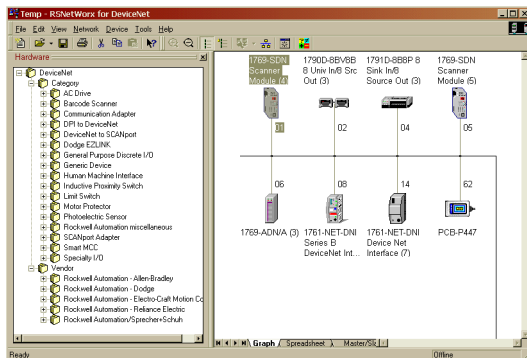 Temp - RSNetWorx for DeviceNet
File Edit View Network Device Tools Help
Hardware
DeviceNet
Category
AC Drive
Barcode Scanner
Communication Adapter
DPI to DeviceNet
DeviceNet to SCANport
Dodge EZLINK
General Purpose Discrete I/O
Generic Device
Human Machine Interface
Inductive Proximity Switch
Limit Switch
Motor Protector
Photoelectric Sensor
Rockwell Automation miscellaneous
SCANport Adapter
Smart MCC
Specialty I/O
Vendor
Rockwell Automation - Allen-Bradley
Rockwell Automation - Dodge
Rockwell Automation - Electro-Craft Motion Co
Rockwell Automation - Reliance Electric
Rockwell Automation/Sprecher+Schuh
1769-SDN
Scanner
Module (4)
01
1790D-8BV8B
8 Univ In/8 Src
Out (3)
02
1791D-8B8P 8
Sink In/8
Source Out (3)
04
1769-SDN
Scanner
Module (5)
05
06
1769-ADN/A (3)
08
1761-NET-DNI
Series B
DeviceNet Int...
14
1761-NET-DNI
Device Net
Interface (7)
62
PCB-P447
Graph Spreadsheet Master/Sla
Ready Offline